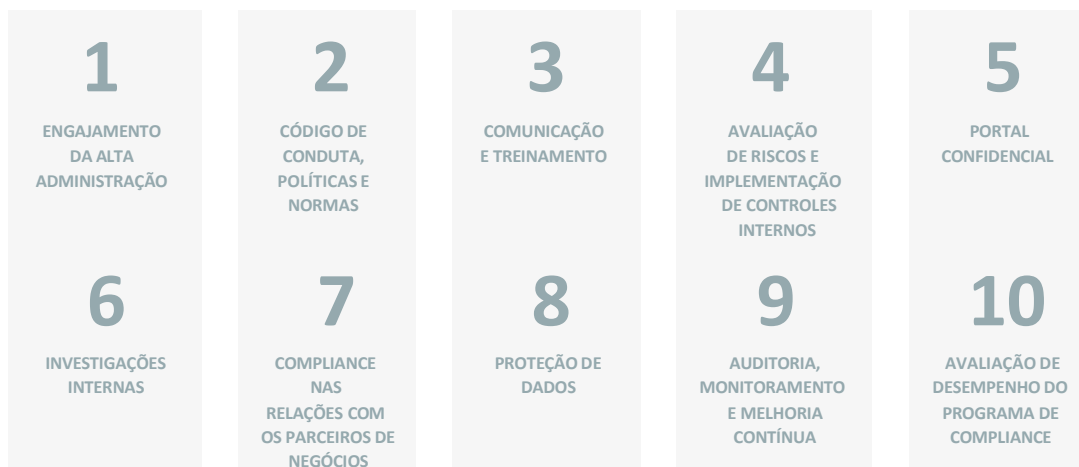 1
ENGAJAMENTO
DA ALTA
ADMINISTRAÇÃO
2
CÓDIGO DE
CONDUTA,
POLÍTICAS E
NORMAS
3
COMUNICAÇÃO
E TREINAMENTO
4
AVALIAÇÃO
DE RISCOS E
IMPLEMENTAÇÃO
DE CONTROLES
INTERNOS
5
PORTAL
CONFIDENCIAL
6
INVESTIGAÇÕES
INTERNAS
7
COMPLIANCE
NAS
RELAÇÕES COM
OS PARCEIROS DE
NEGÓCIOS
8
PROTEÇÃO DE
DADOS
9
AUDITORIA,
MONITORAMENTO
E MELHORIA
CONTÍNUA
10
AVALIAÇÃO DE
DESEMPENHO DO
PROGRAMA DE
COMPLIANCE